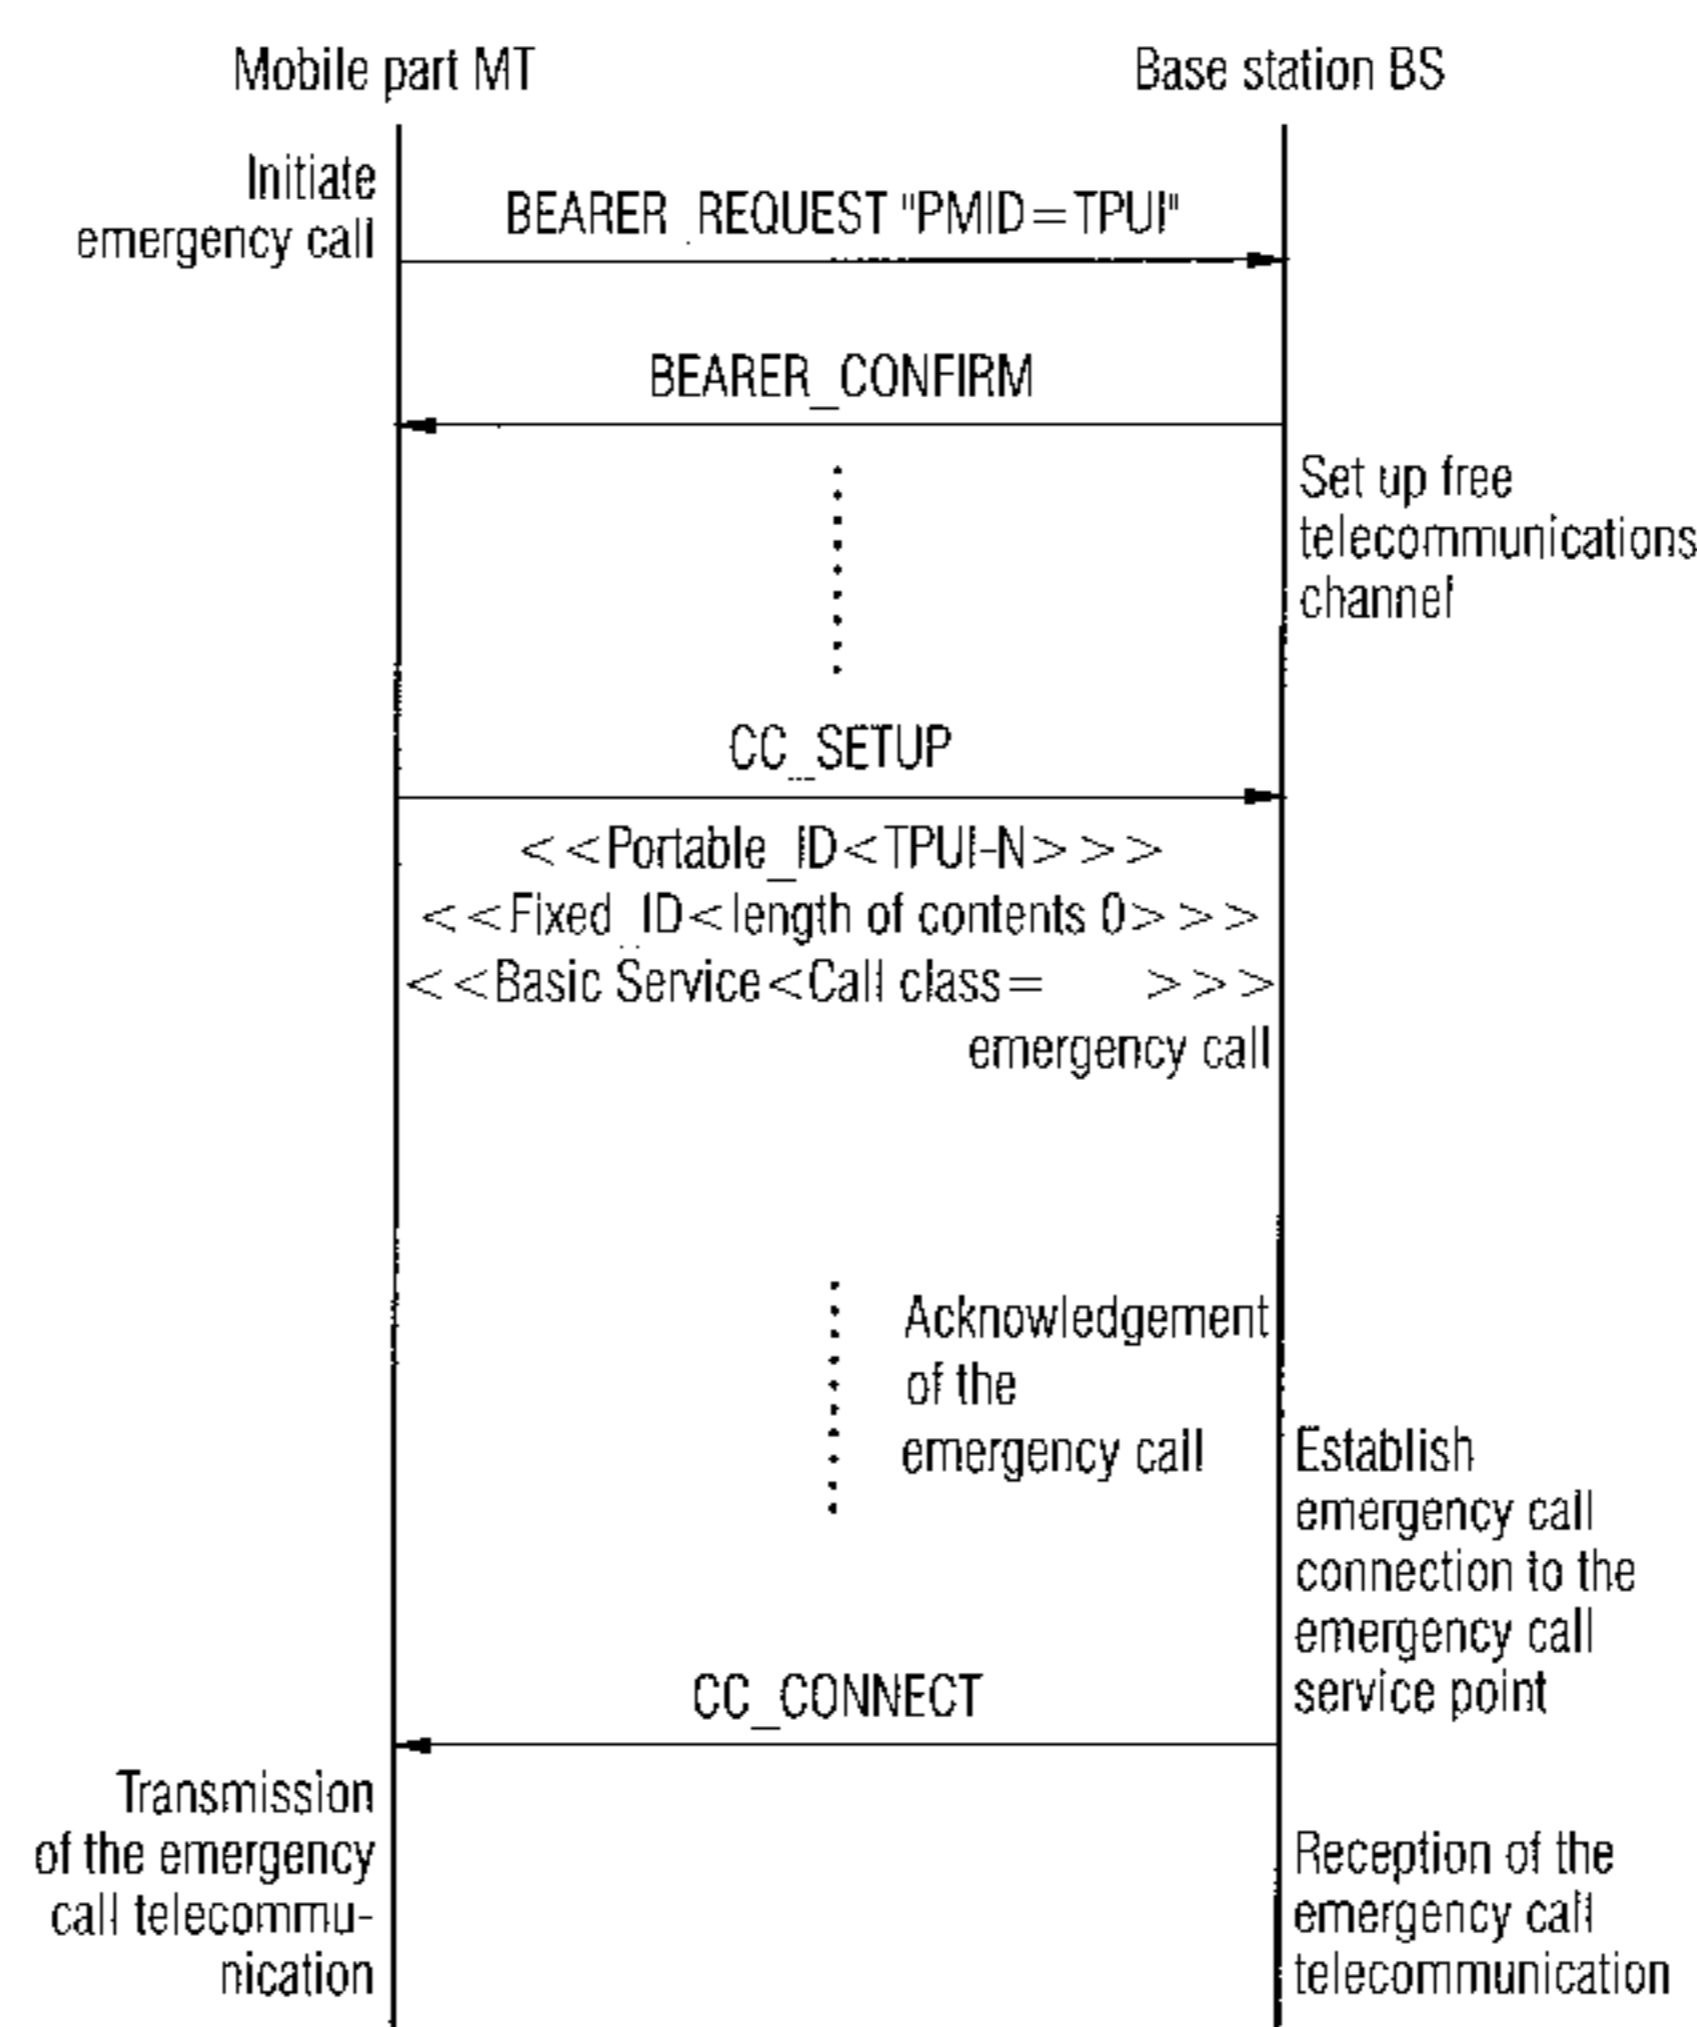 Mobile part MT
Base station BS
Initiate
emergency call
BEARER_REQUEST "PMID=TPUI"
BEARER_CONFIRM
Set up free
telecommunications
channel
CC_SETUP
<<Portable_ID<TPUI-N>>>
<<Fixed_ID<length of contents 0>>>
<<Basic Service<Call class= >>>
emergency call
Acknowledgement
of the
emergency call
Establish
emergency call
connection to the
emergency call
service point
CC_CONNECT
Transmission
of the emergency
call telecommu-
nication
Reception of the
emergency call
telecommunication